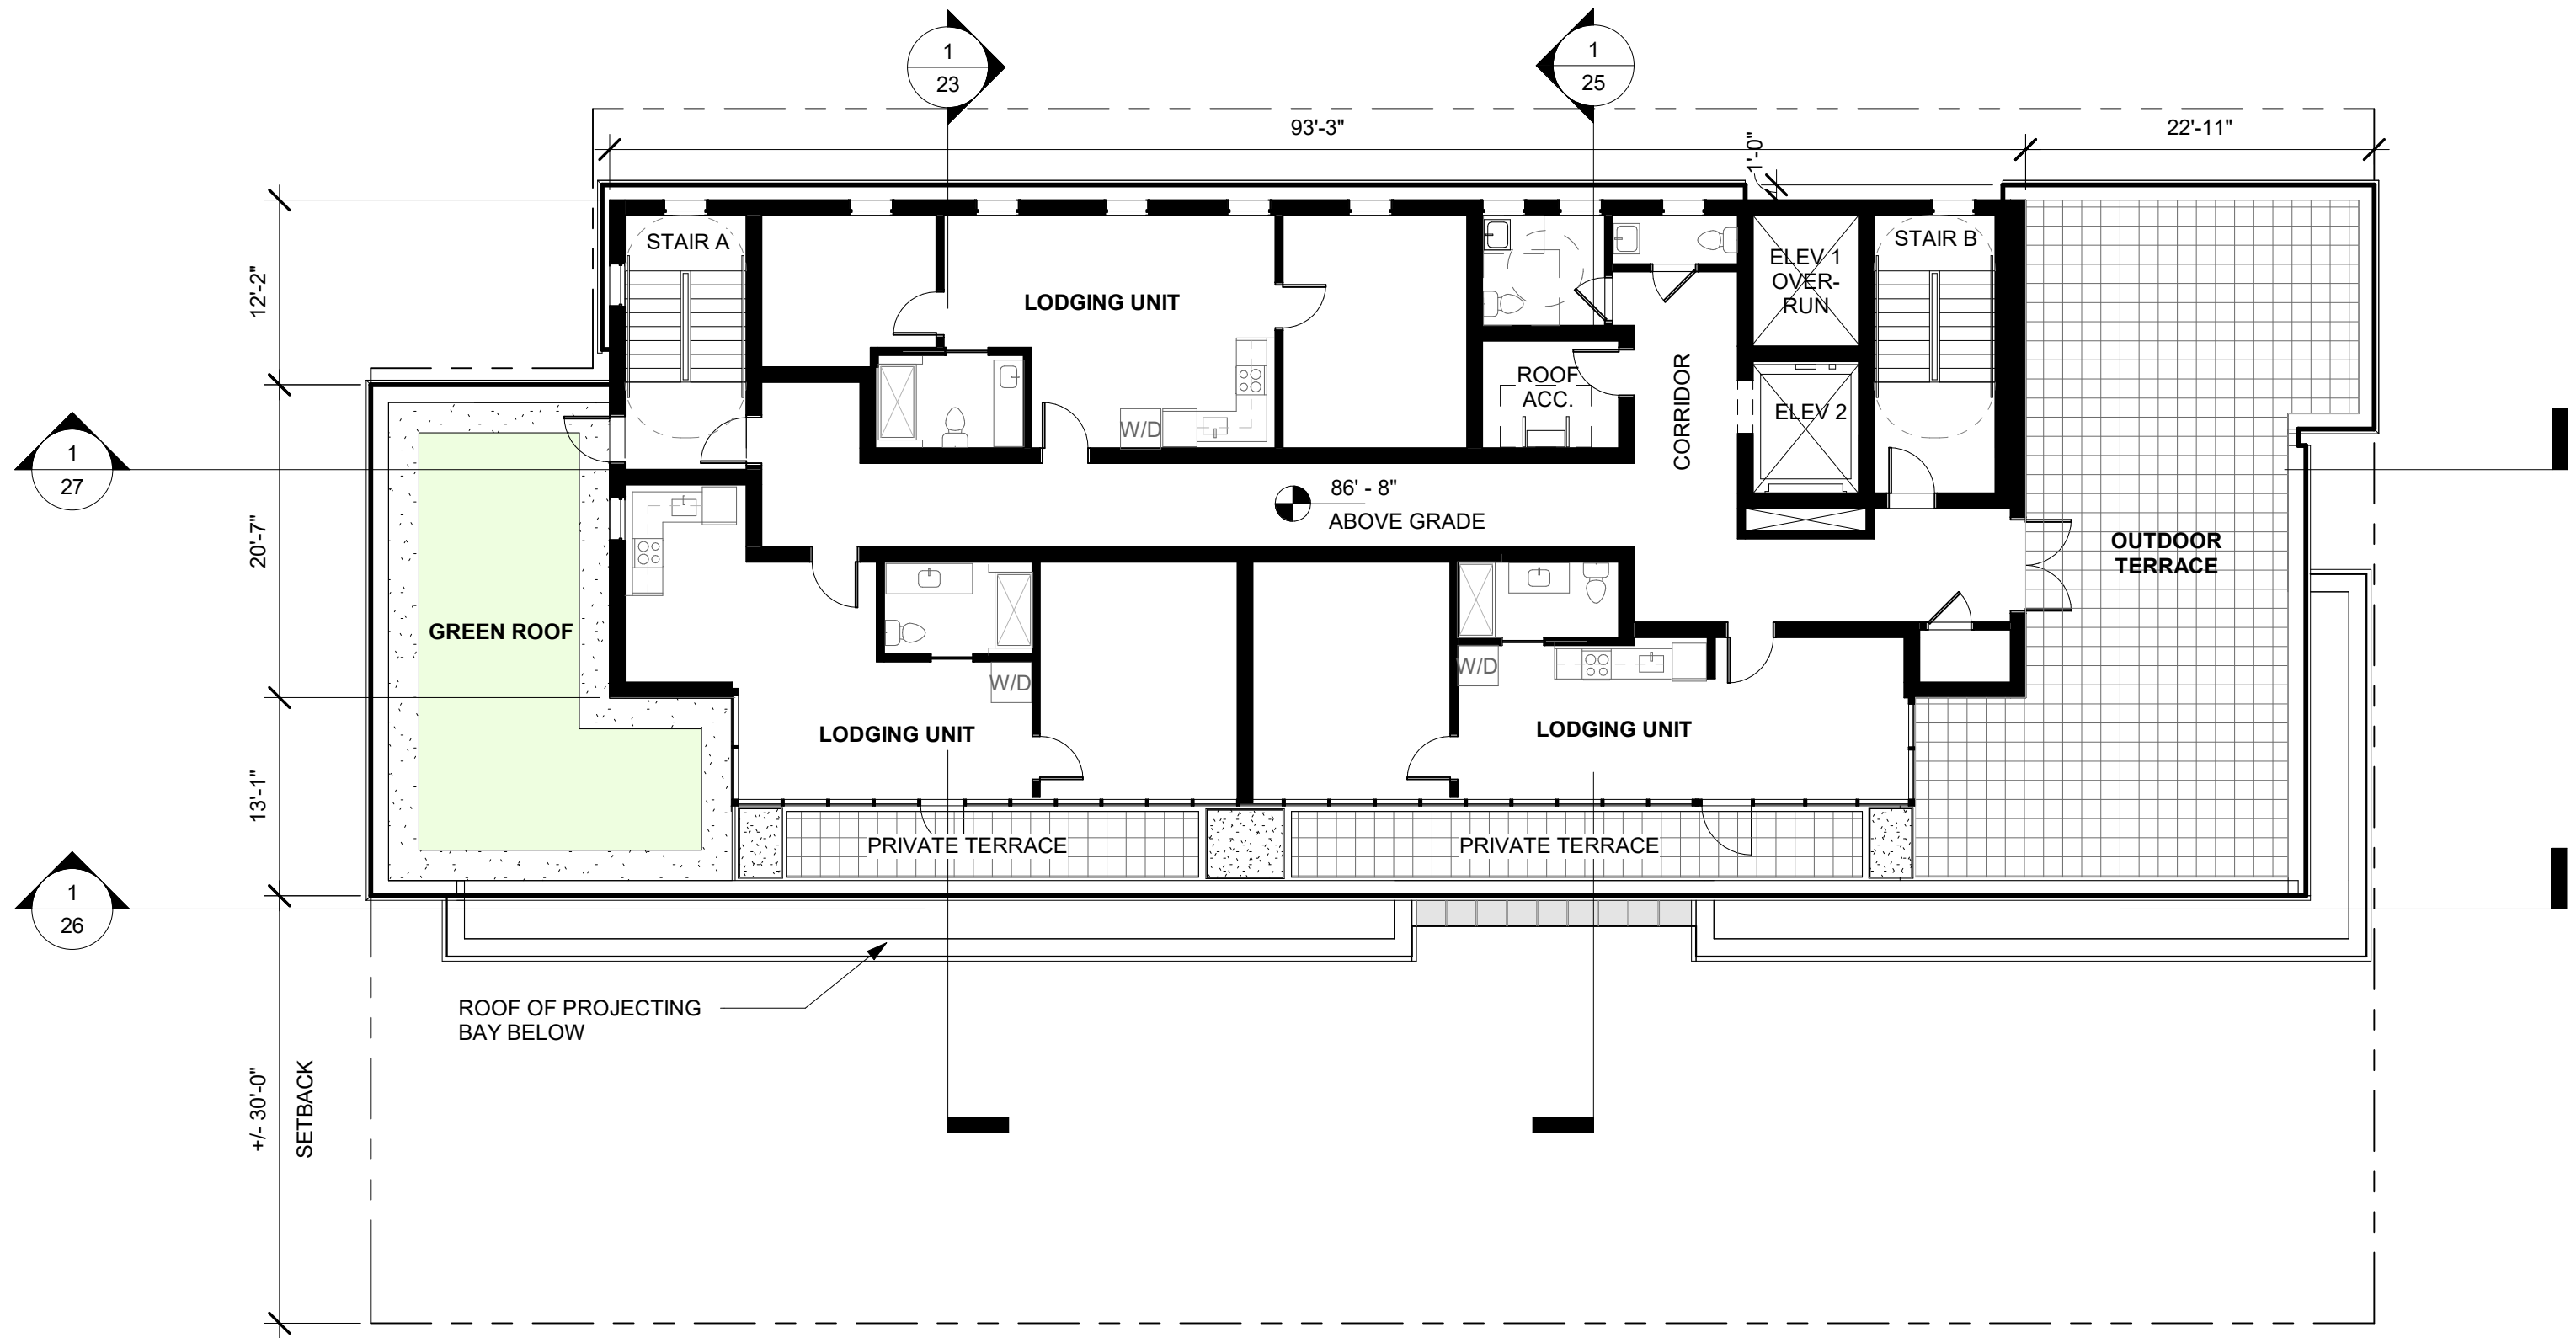 1
23
1
25
93'-3"
22'-11"
1'-0"
STAIR A
STAIR B
ELEV 1
OVER-
RUN
12'-2"
LODGING UNIT
ROOF
ACC.
CORRIDOR
ELEV 2
W/D
1
27
86' - 8"
ABOVE GRADE
20'-7"
OUTDOOR
TERRACE
GREEN ROOF
W/D
W/D
LODGING UNIT
LODGING UNIT
13'-1"
PRIVATE TERRACE
PRIVATE TERRACE
1
26
ROOF OF PROJECTING
BAY BELOW
+/- 30'-0"
SETBACK